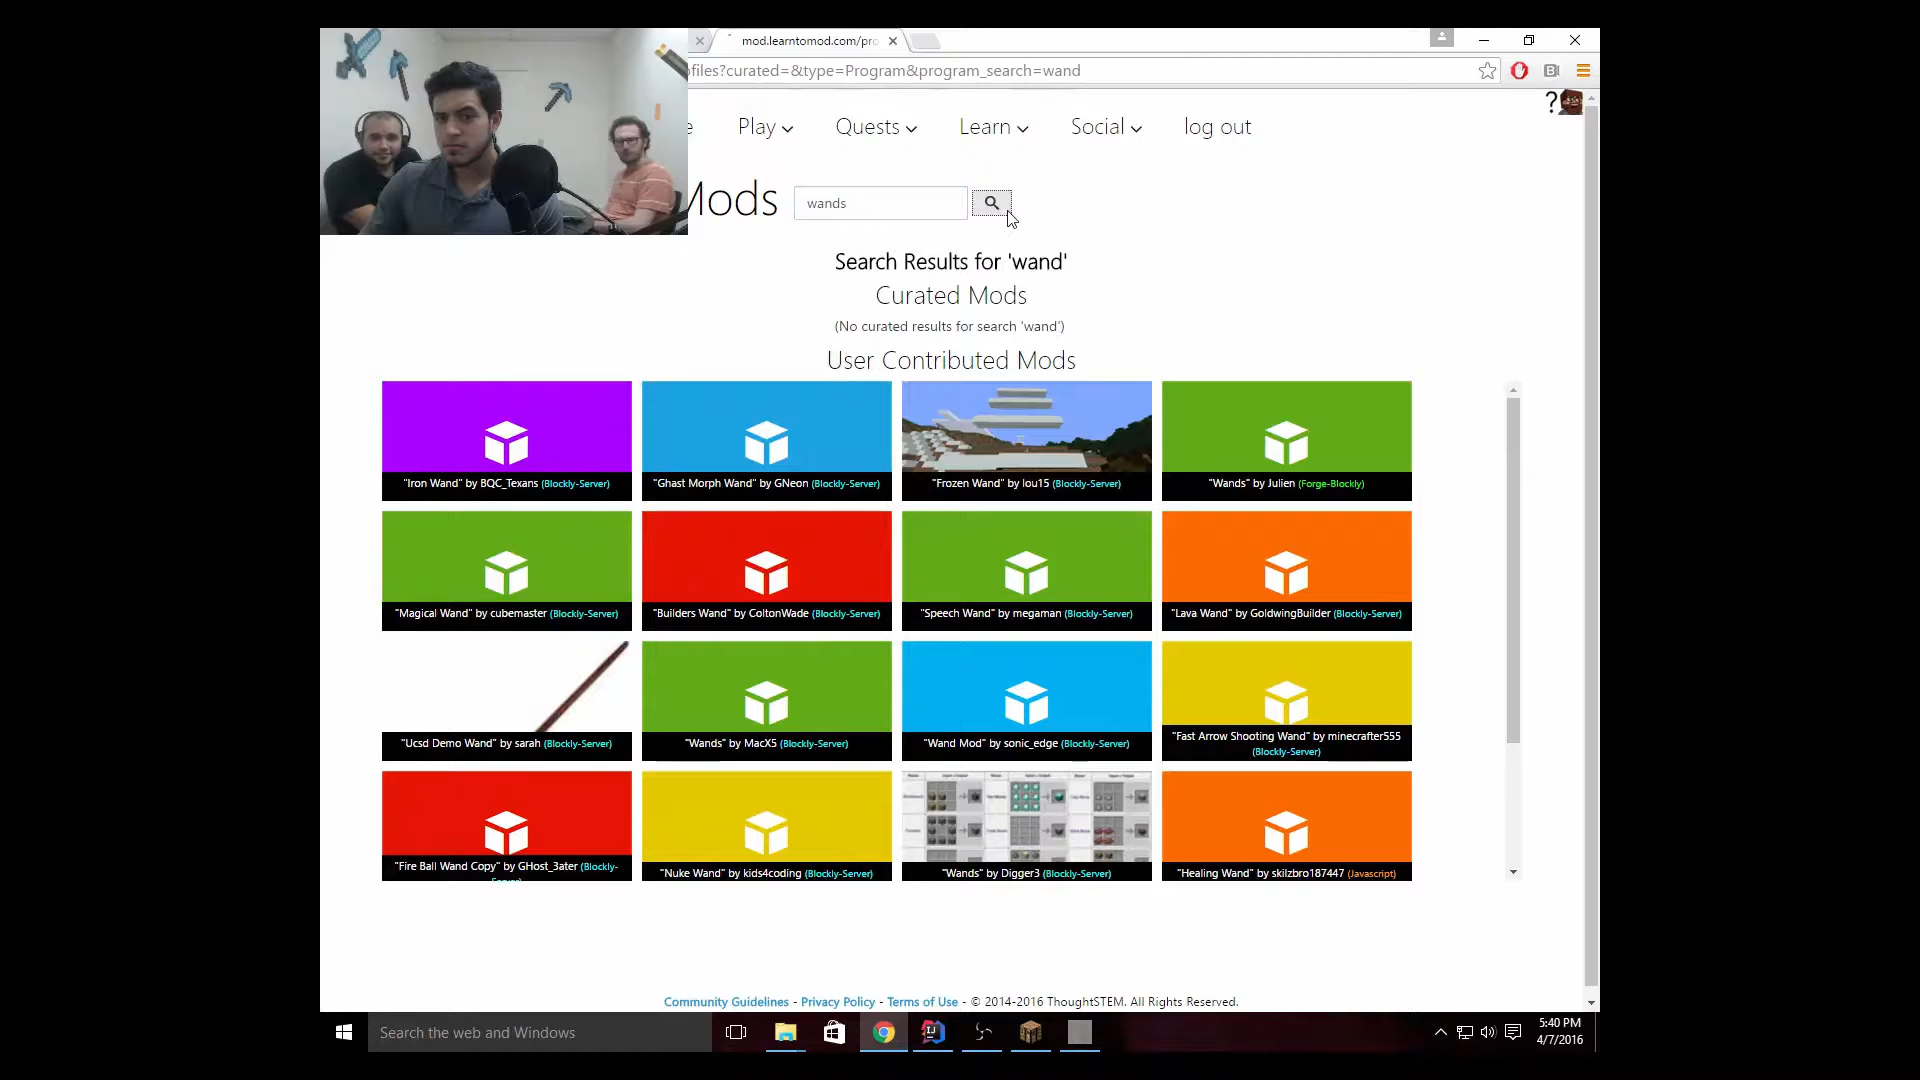 mod.learntomod.com/pro
files?curated=&type=Program&program_search=wand
Play
Quests
Learn
Social
log out
Mods
wands
Search Results for 'wand'
Curated Mods
(No curated results for search 'wand')
User Contributed Mods
"Iron Wand" by BQC_Texans (Blockly-Server)
"Ghast Morph Wand" by GNeon (Blockly-Server)
"Frozen Wand" by lou15 (Blockly-Server)
"Wands" by Julien (Forge-Blockly)
"Magical Wand" by cubemaster (Blockly-Server)
"Builders Wand" by ColtonWade (Blockly-Server)
"Speech Wand" by megaman (Blockly-Server)
"Lava Wand" by GoldwingBuilder (Blockly-Server)
"Ucsd Demo Wand" by sarah (Blockly-Server)
"Wands" by MacX5 (Blockly-Server)
"Wand Mod" by sonic_edge (Blockly-Server)
"Fast Arrow Shooting Wand" by minecrafter555
(Blockly-Server)
"Fire Ball Wand Copy" by GHost_3ater (Blockly-
Server)
"Nuke Wand" by kids4coding (Blockly-Server)
"Wands" by Digger3 (Blockly-Server)
"Healing Wand" by skilzbro187447 (Javascript)
Community Guidelines - Privacy Policy - Terms of Use - © 2014-2016 ThoughtSTEM. All Rights Reserved.
Search the web and Windows
5:40 PM
4/7/2016